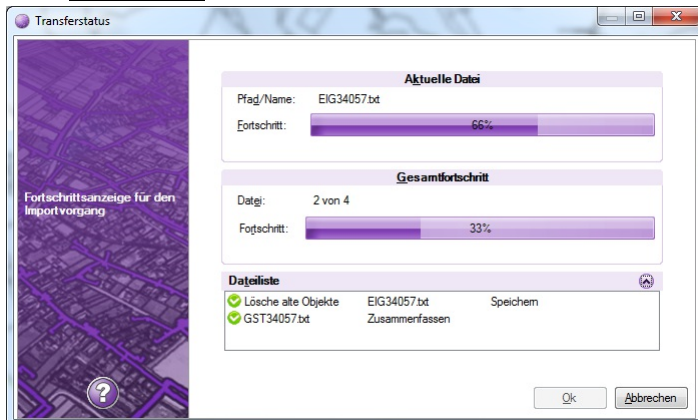 Transferstatus
Aktuelle Datei
Pfad/Name: EIG34057.txt
Fortschritt: 66%
Gesamtfortschritt
Datei: 2 von 4
Fortschritt: 33%
Fortschrittsanzeige für den
Importvorgang
Dateiliste
Lösche alte Objekte EIG34057.txt Speichern
GST34057.txt Zusammenfassen
?
Ok Abbrechen